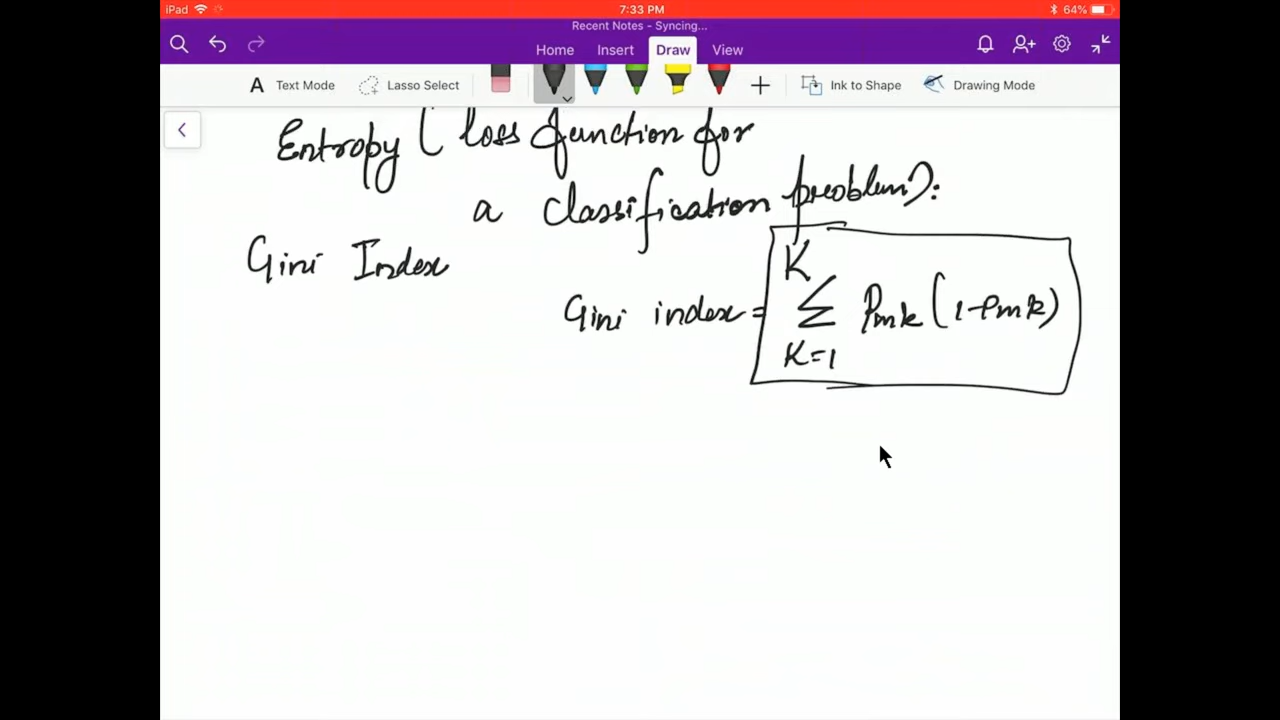 iPad 7:33 PM 64%
Recent Notes - Syncing...
Home Insert Draw View
A Text Mode Lasso Select Ink to Shape Drawing Mode
Entropy ( loss function for
a classification problem).
Gini Index
Gini index = K ∑ K=1 Pmk (1-Pmk)